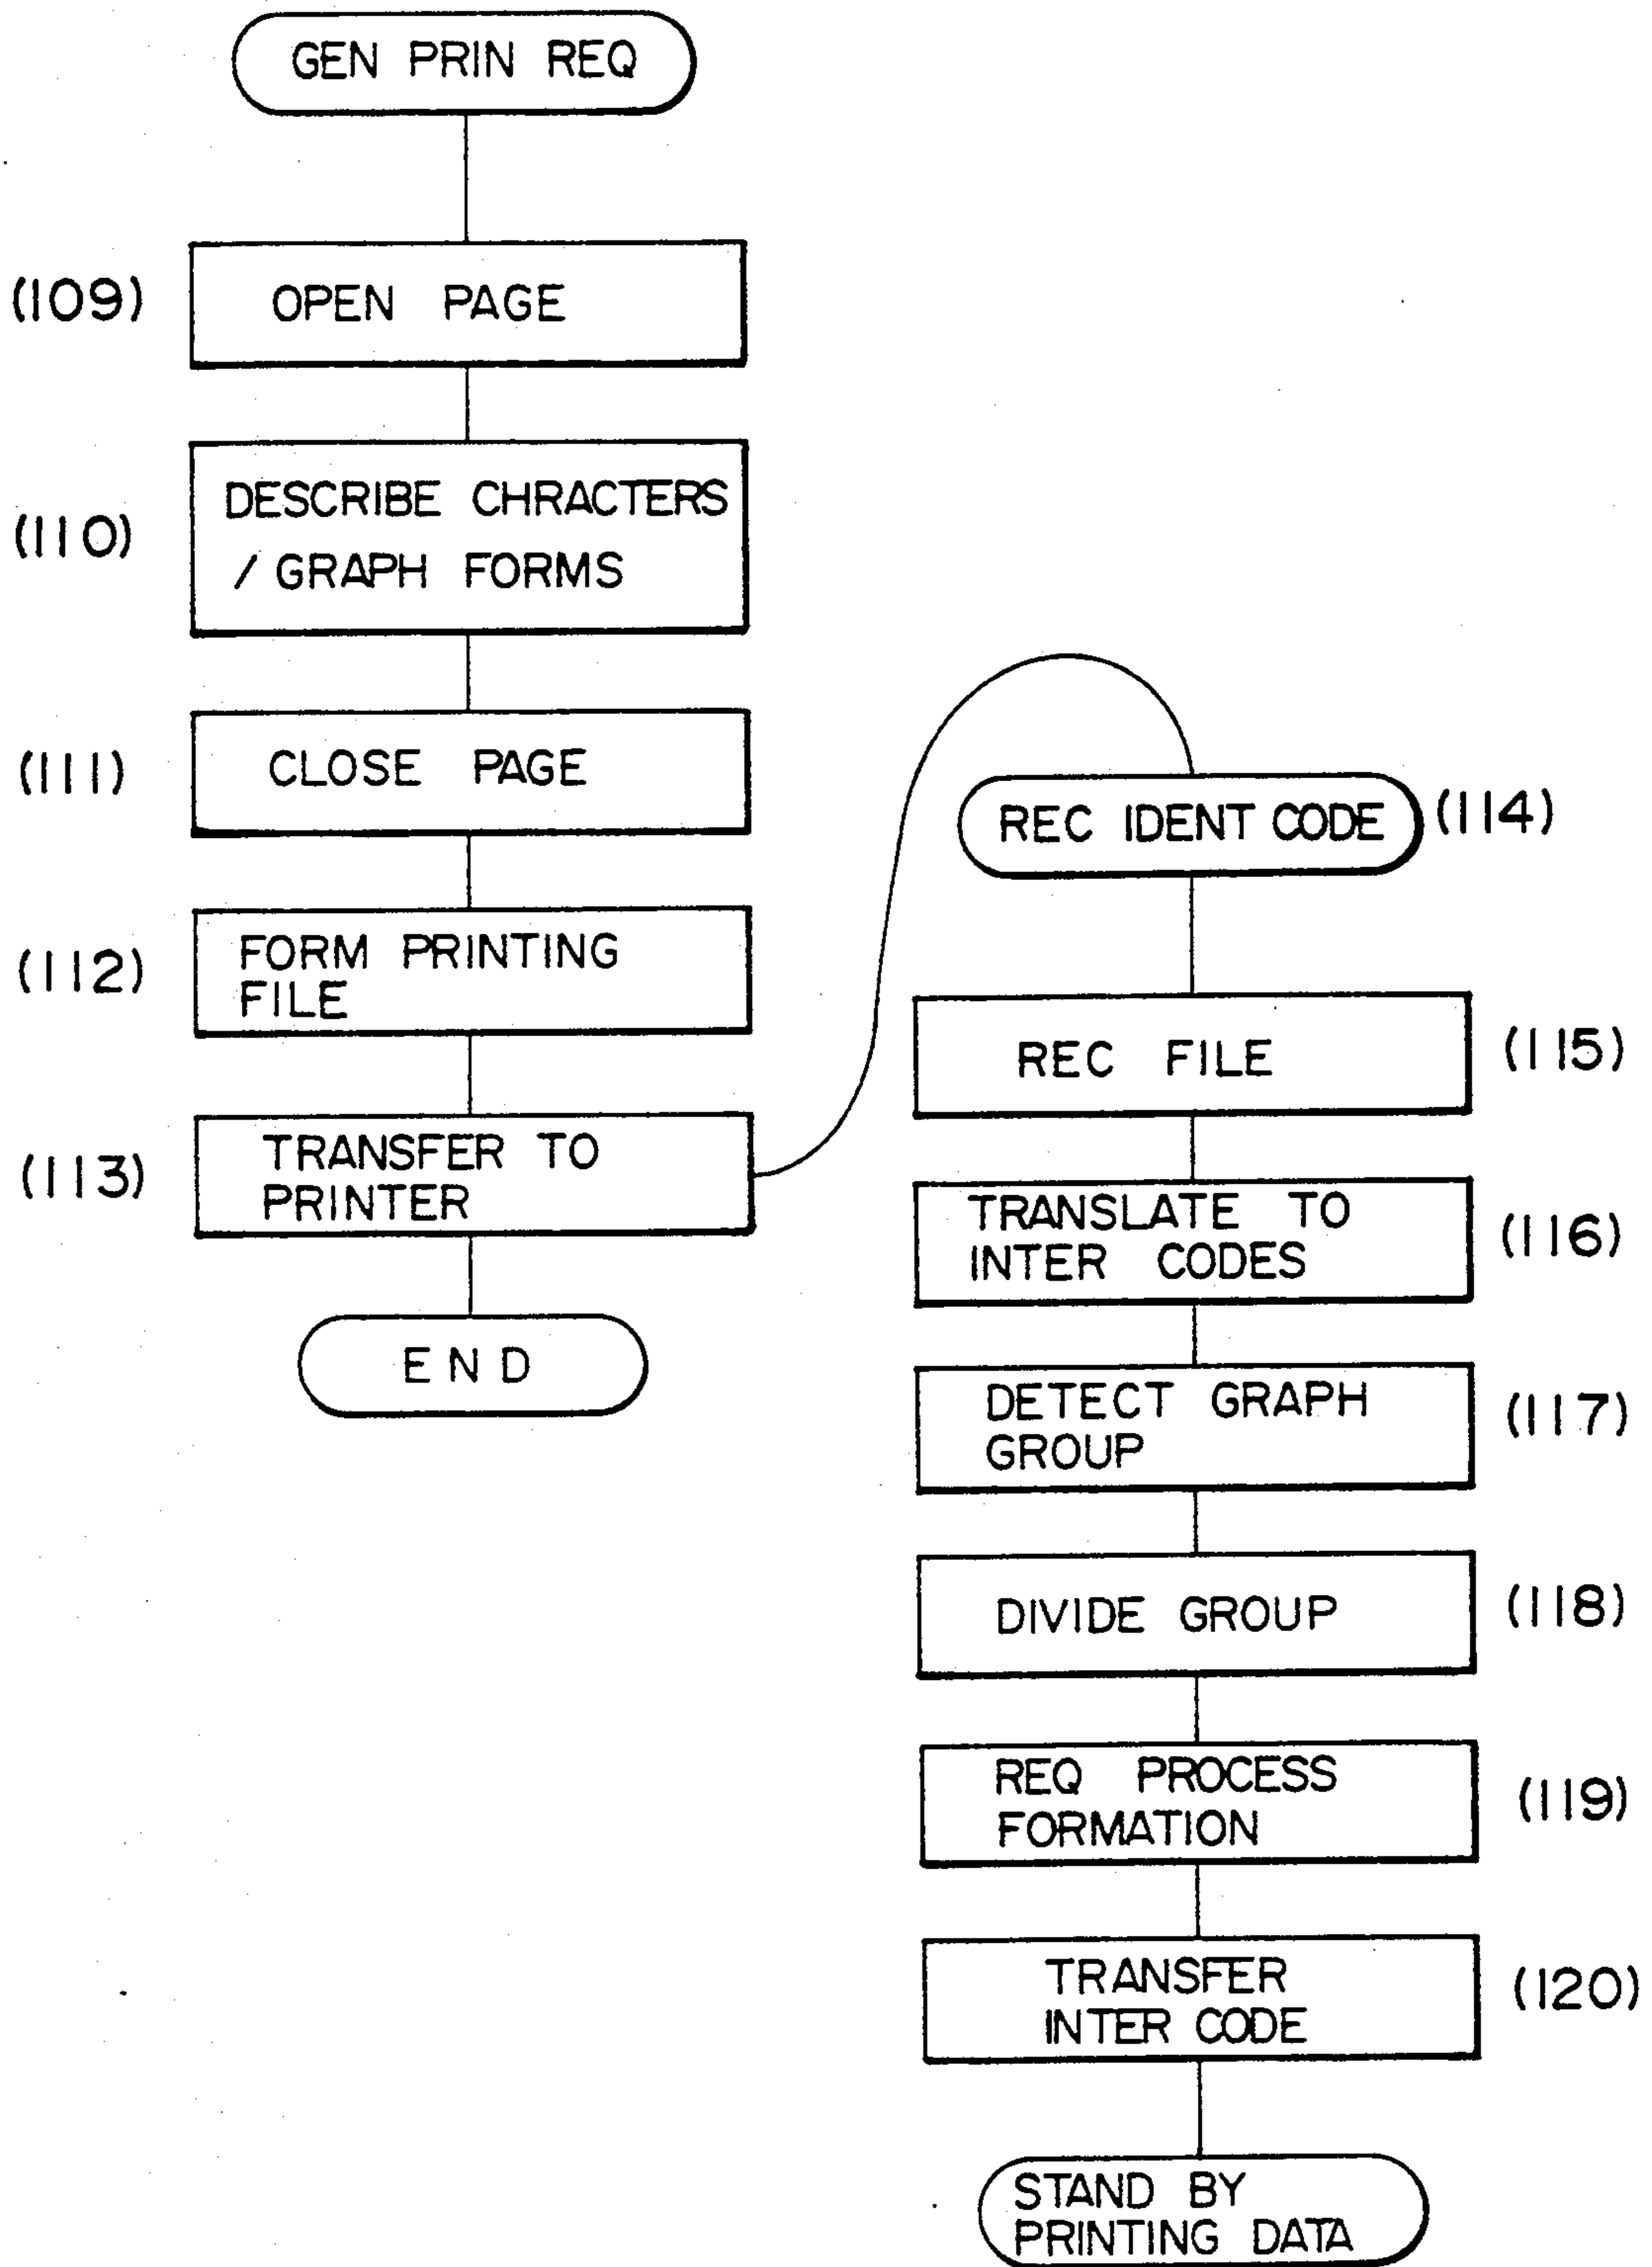 GEN PRIN REQ
(109)
OPEN PAGE
(110)
DESCRIBE CHRACTERS
/ GRAPH FORMS
(111)
CLOSE PAGE
(112)
FORM PRINTING
FILE
(113)
TRANSFER TO
PRINTER
END
REC IDENT CODE
(114)
REC FILE
(115)
TRANSLATE TO
INTER CODES
(116)
DETECT GRAPH
GROUP
(117)
DIVIDE GROUP
(118)
REQ PROCESS
FORMATION
(119)
TRANSFER
INTER CODE
(120)
STAND BY
PRINTING DATA